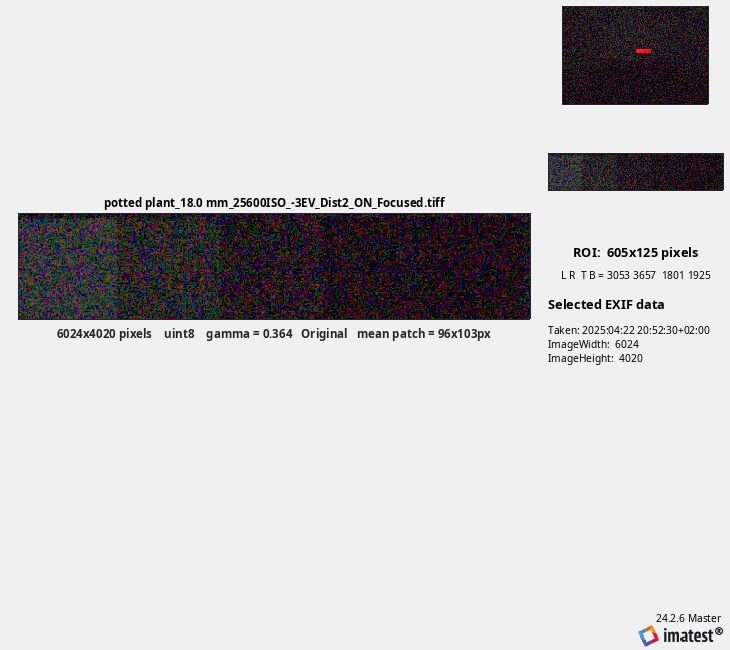 potted plant_18.0 mm_25600ISO_-3EV_Dist2_ON_Focused.tiff
6024x4020 pixels    uint8    gamma = 0.364   Original   mean patch = 96x103px
ROI:  605x125 pixels
L R  T B = 3053 3657  1801 1925
Selected EXIF data
Taken: 2025:04:22 20:52:30+02:00
ImageWidth:  6024
ImageHeight:  4020
24.2.6 Master
imatest®